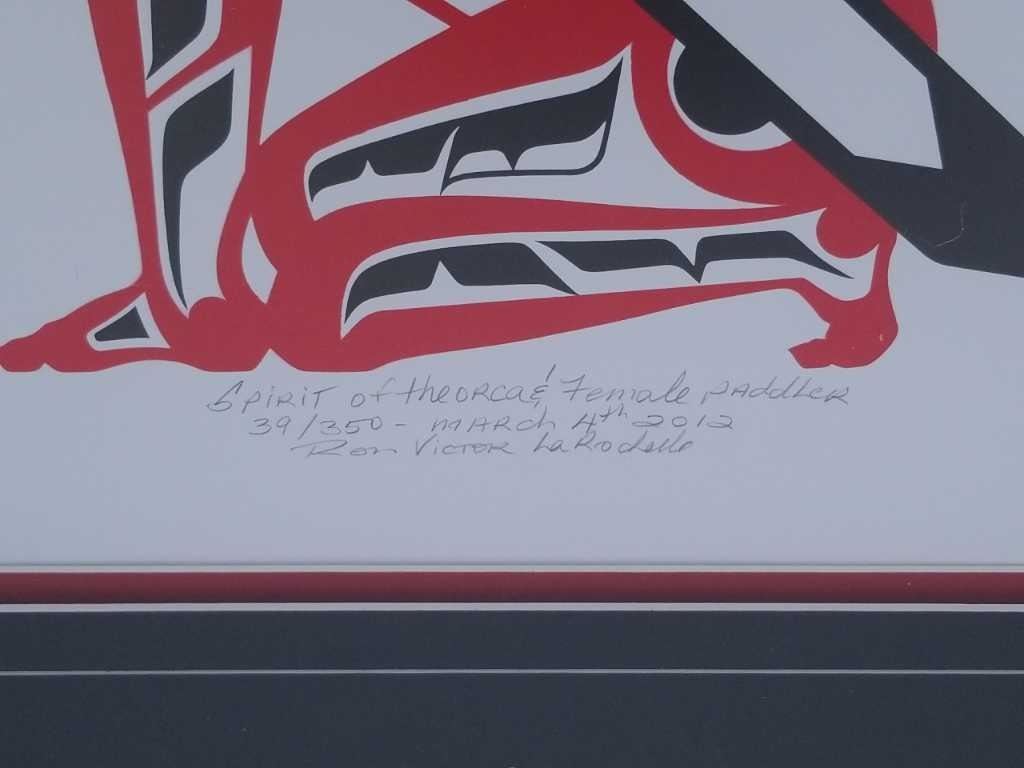 SPiRiT of the ORCA & Female PADDLER
39/350 - MARCh 4th 2012
Ron VicTOR LaRochelle